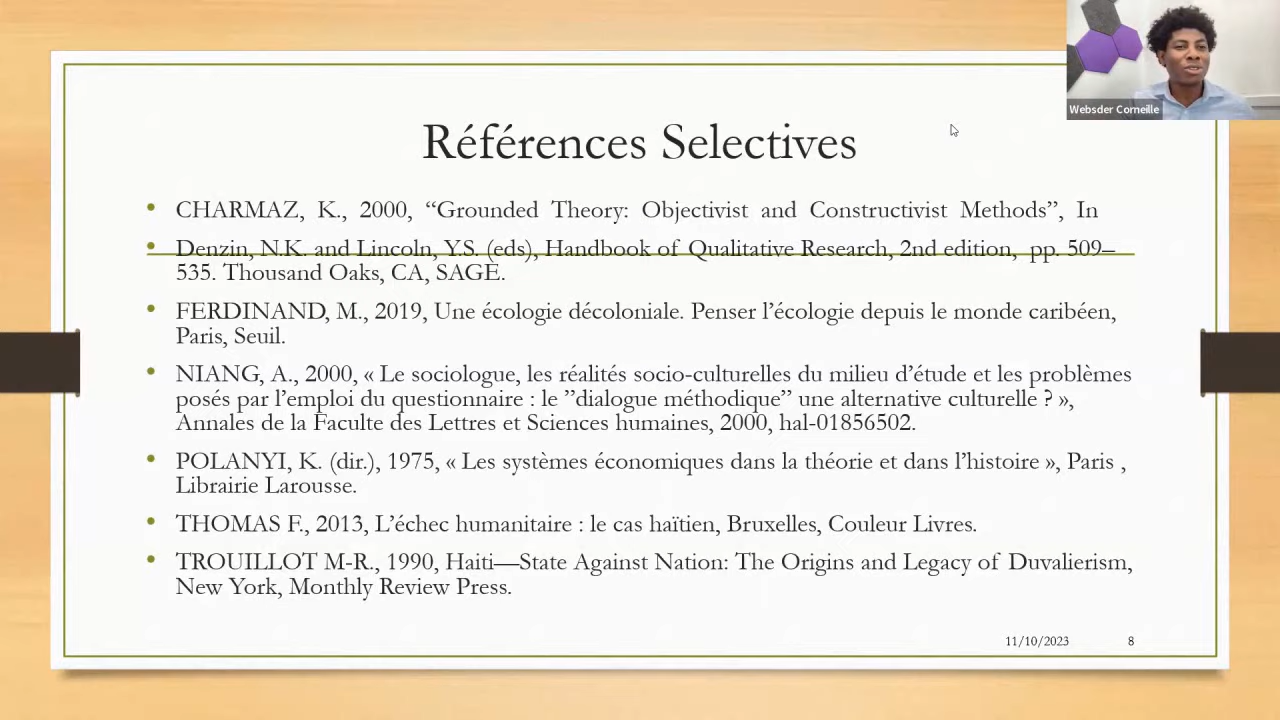 Websder Corneille
Références Selectives
• CHARMAZ, K., 2000, “Grounded Theory: Objectivist and Constructivist Methods”, In
• Denzin, N.K. and Lincoln, Y.S. (eds), Handbook of Qualitative Research, 2nd edition, pp. 509–
535. Thousand Oaks, CA, SAGE.
• FERDINAND, M., 2019, Une écologie décoloniale. Penser l’écologie depuis le monde caribéen,
Paris, Seuil.
• NIANG, A., 2000, « Le sociologue, les réalités socio-culturelles du milieu d’étude et les problèmes
posés par l’emploi du questionnaire : le ”dialogue méthodique” une alternative culturelle ? »,
Annales de la Faculte des Lettres et Sciences humaines, 2000, hal-01856502.
• POLANYI, K. (dir.), 1975, « Les systèmes économiques dans la théorie et dans l’histoire », Paris ,
Librairie Larousse.
• THOMAS F., 2013, L’échec humanitaire : le cas haïtien, Bruxelles, Couleur Livres.
• TROUILLOT M-R., 1990, Haiti—State Against Nation: The Origins and Legacy of Duvalierism,
New York, Monthly Review Press.
11/10/2023 8